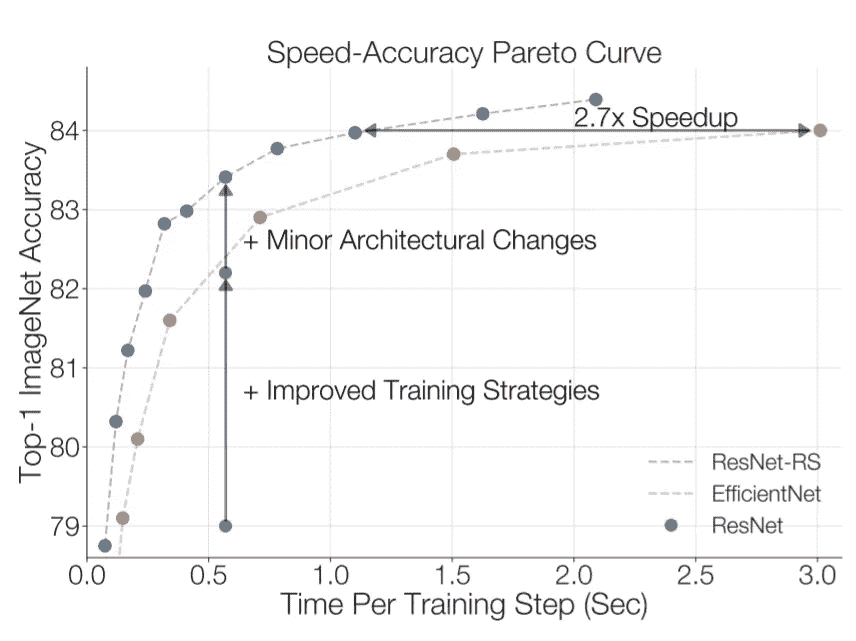 Speed-Accuracy Pareto Curve
2.7x Speedup
+ Minor Architectural Changes
+ Improved Training Strategies
Top-1 ImageNet Accuracy
84
83
82
81
80
79
ResNet-RS
EfficientNet
ResNet
0.0 0.5 1.0 1.5 2.0 2.5 3.0
Time Per Training Step (Sec)